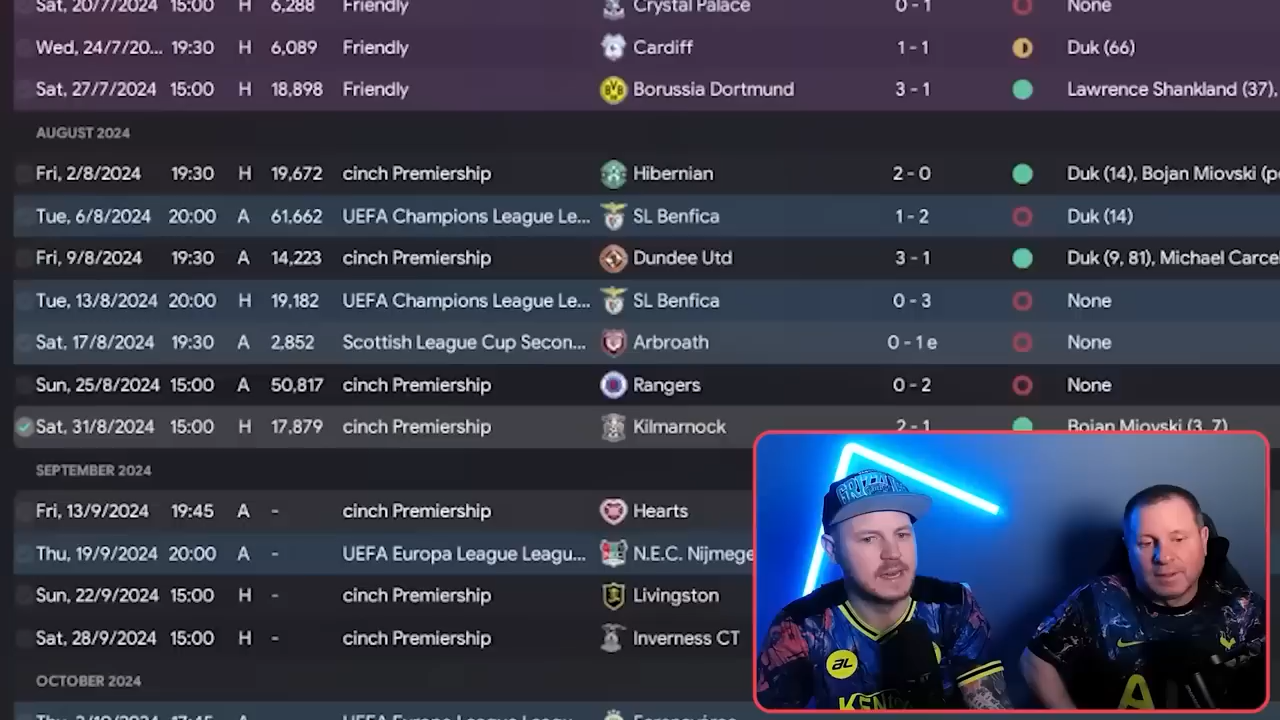 Sat, 20/7/2024 15:00 H 6,288 Friendly Crystal Palace 0 - 1 None
Wed, 24/7/20... 19:30 H 6,089 Friendly Cardiff 1 - 1 Duk (66)
Sat, 27/7/2024 15:00 H 18,898 Friendly Borussia Dortmund 3 - 1 Lawrence Shankland (37),
AUGUST 2024
Fri, 2/8/2024 19:30 H 19,672 cinch Premiership Hibernian 2 - 0 Duk (14), Bojan Miovski (pe
Tue, 6/8/2024 20:00 A 61,662 UEFA Champions League Le... SL Benfica 1 - 2 Duk (14)
Fri, 9/8/2024 19:30 A 14,223 cinch Premiership Dundee Utd 3 - 1 Duk (9, 81), Michael Carcel
Tue, 13/8/2024 20:00 H 19,182 UEFA Champions League Le... SL Benfica 0 - 3 None
Sat, 17/8/2024 19:30 A 2,852 Scottish League Cup Secon... Arbroath 0 - 1 e None
Sun, 25/8/2024 15:00 A 50,817 cinch Premiership Rangers 0 - 2 None
Sat, 31/8/2024 15:00 H 17,879 cinch Premiership Kilmarnock 2 - 1 Bojan Miovski (3, 7)
SEPTEMBER 2024
Fri, 13/9/2024 19:45 A - cinch Premiership Hearts
Thu, 19/9/2024 20:00 A - UEFA Europa League Leagu... N.E.C. Nijmege
Sun, 22/9/2024 15:00 H - cinch Premiership Livingston
Sat, 28/9/2024 15:00 H - cinch Premiership Inverness CT
OCTOBER 2024